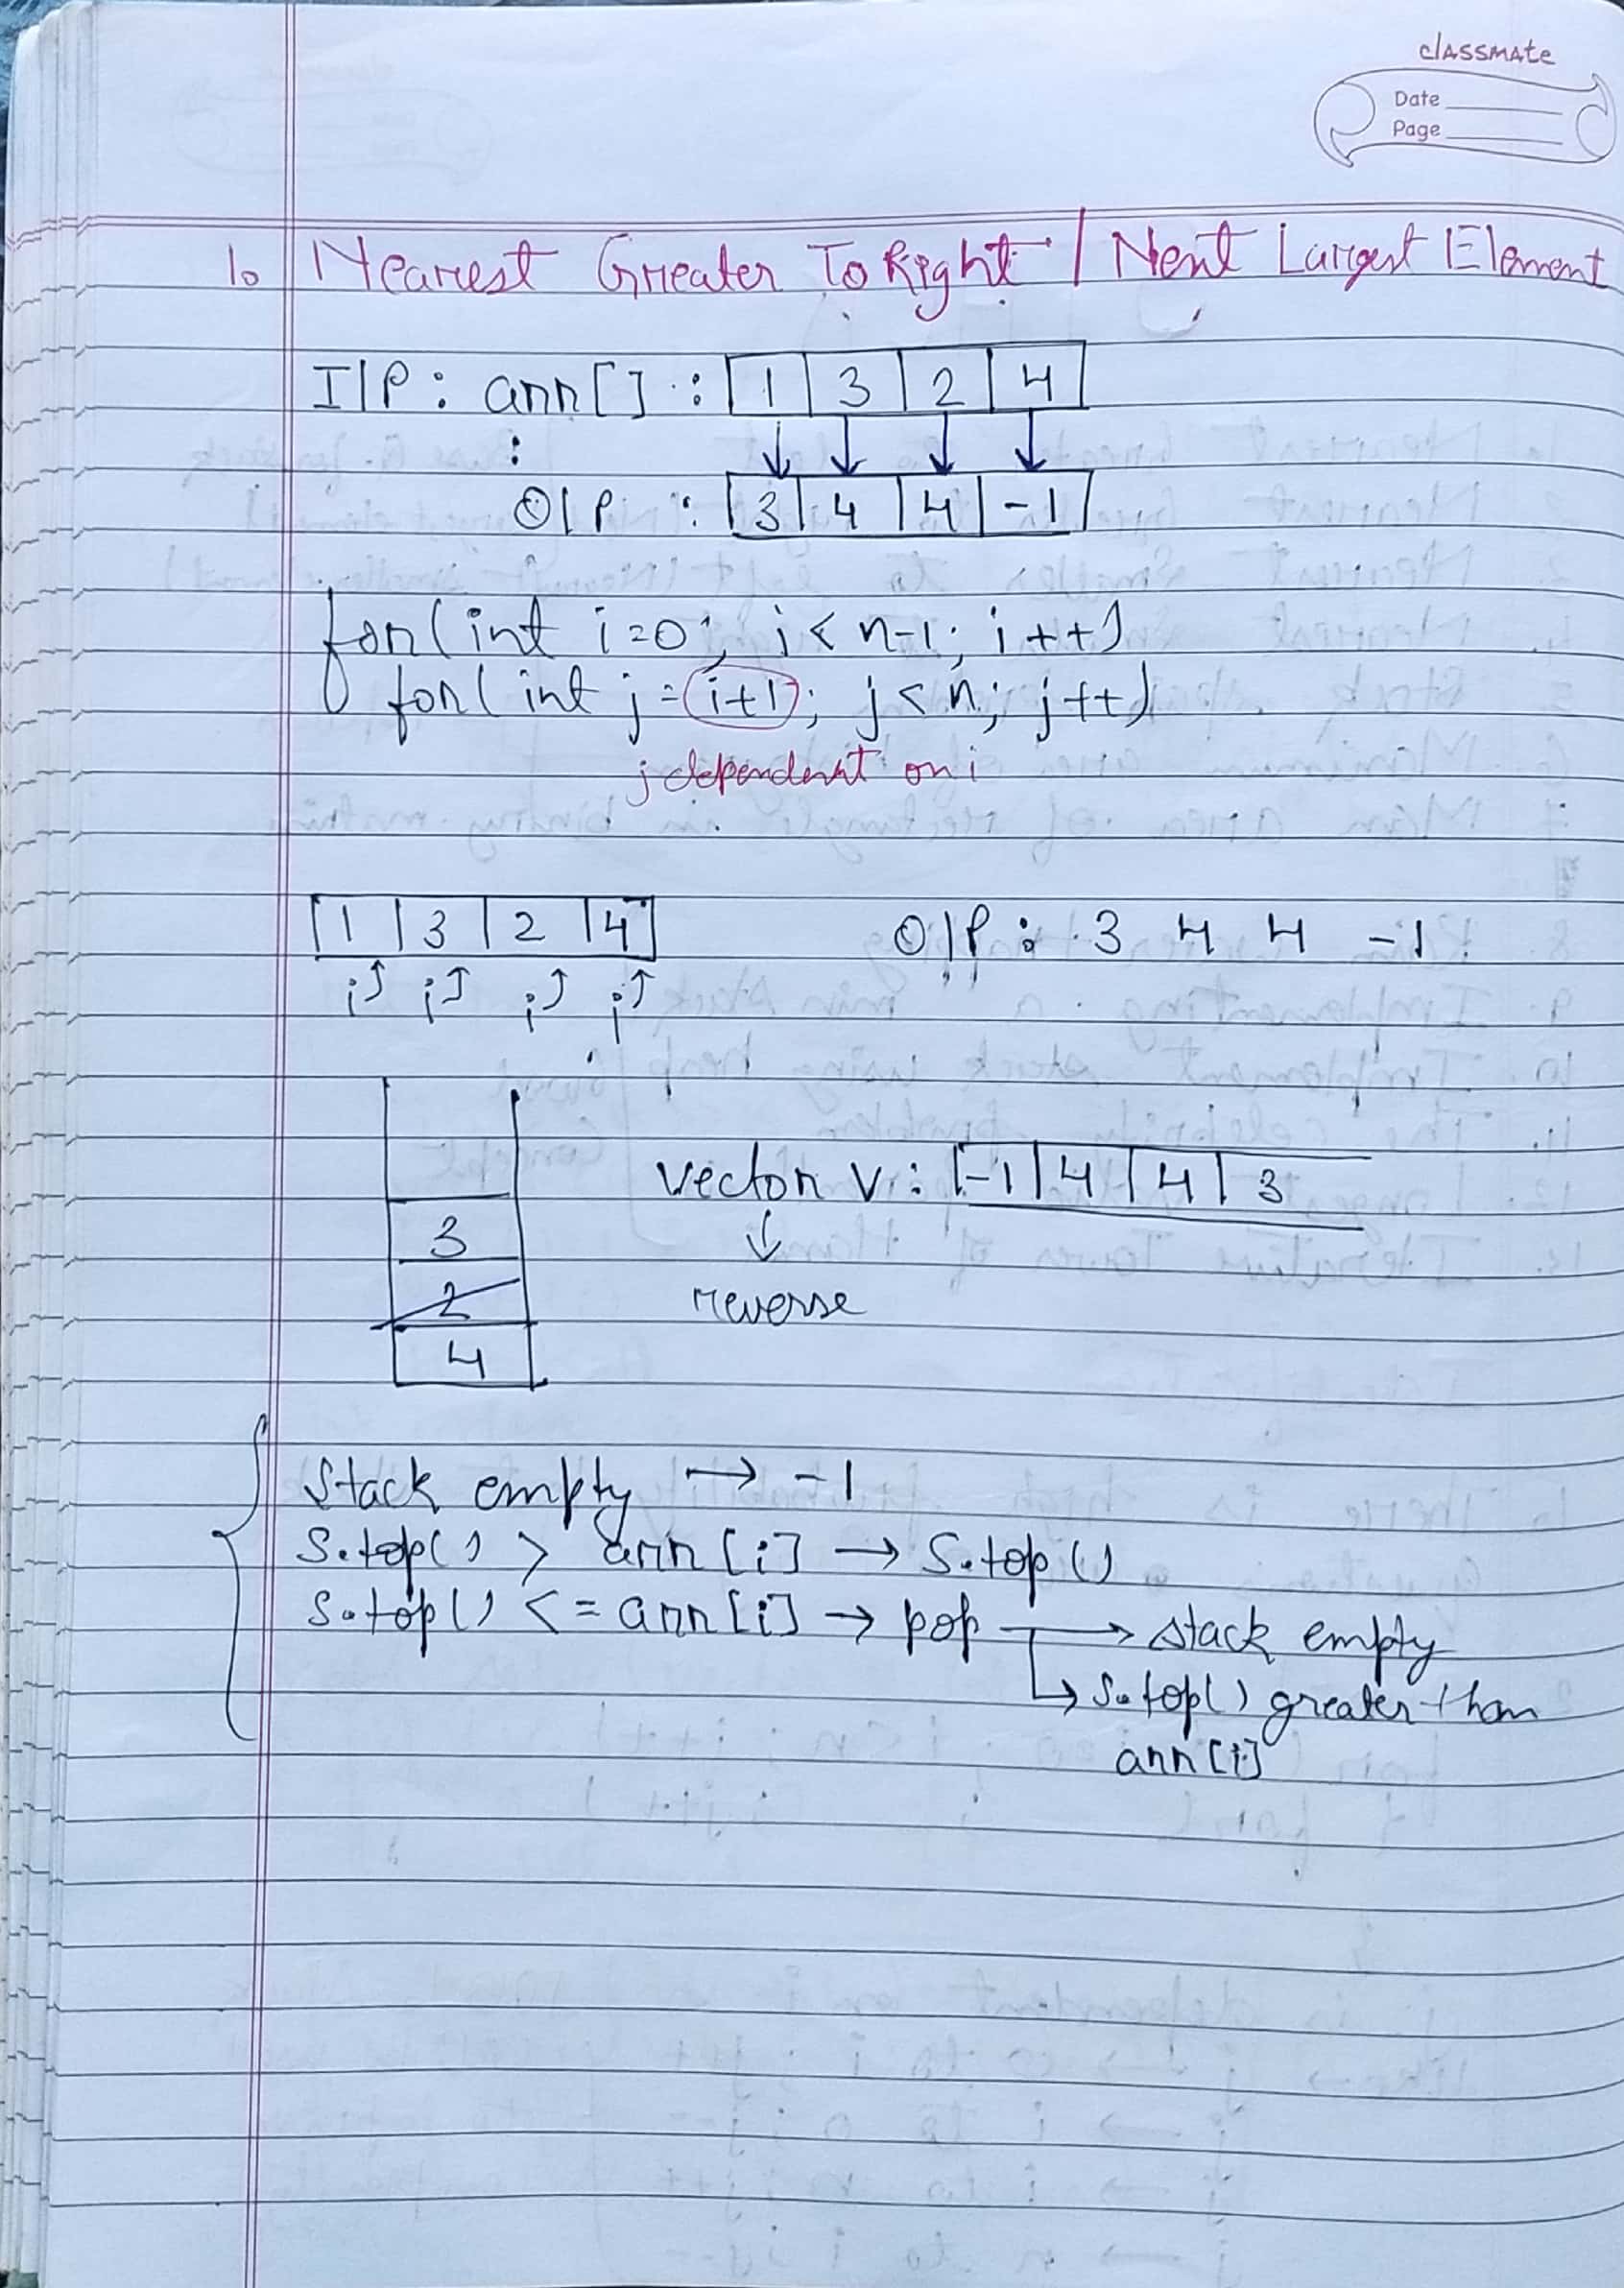 classmate
Date
Page
1. Nearest Greater To Right / Next Largest Element
I/P : arr[] : 1 3 2 4
:
O/P : 3 4 4 -1
for(int i=0; i<n-1; i++)
for(int j=i+1; j<n; j++)
j dependent on i
1 3 2 4 O/P : 3 4 4 -1
i i i i
vector v: -1 4 4 3
3
reverse
2
4
Stack empty → -1
S.top() > arr[i] → S.top()
S.top() <= arr[i] → pop → stack empty
↳ S.top() greater than
arr[i]